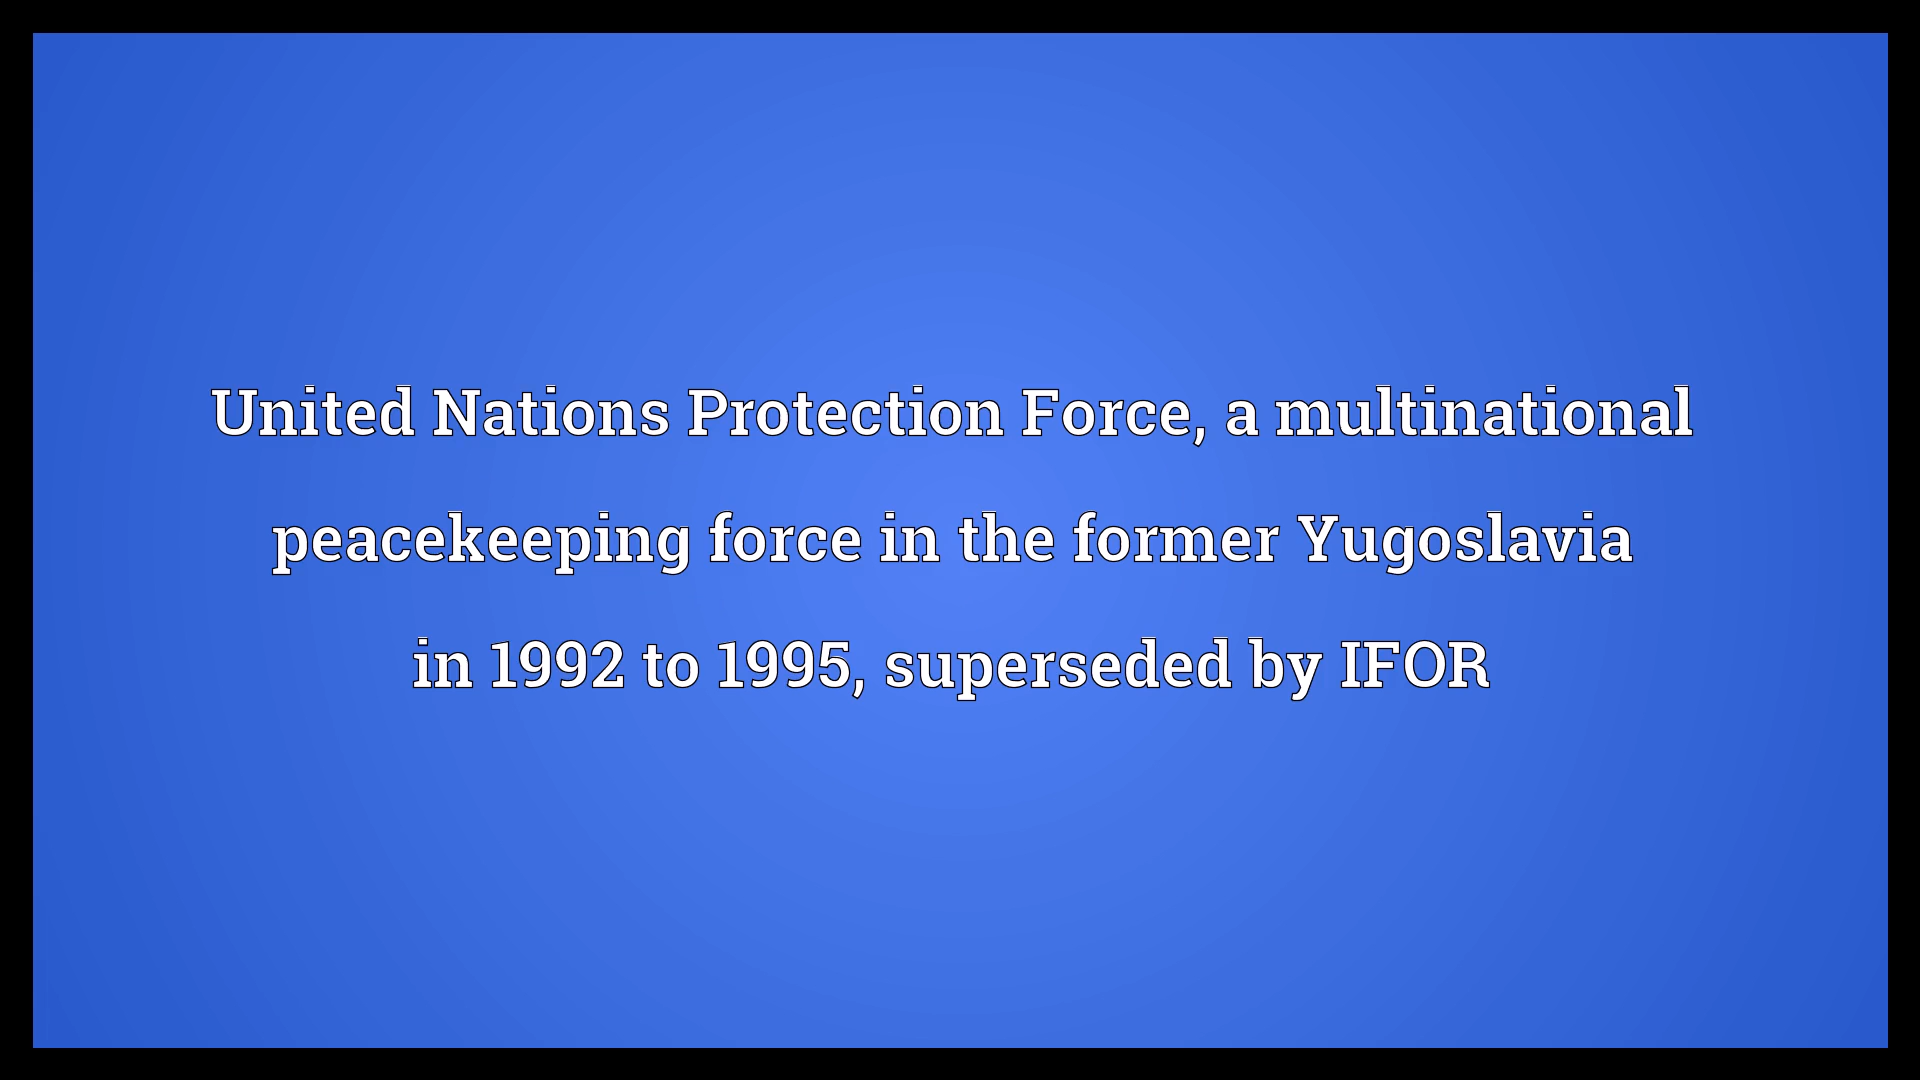 United Nations Protection Force, a multinational
peacekeeping force in the former Yugoslavia
in 1992 to 1995, superseded by IFOR